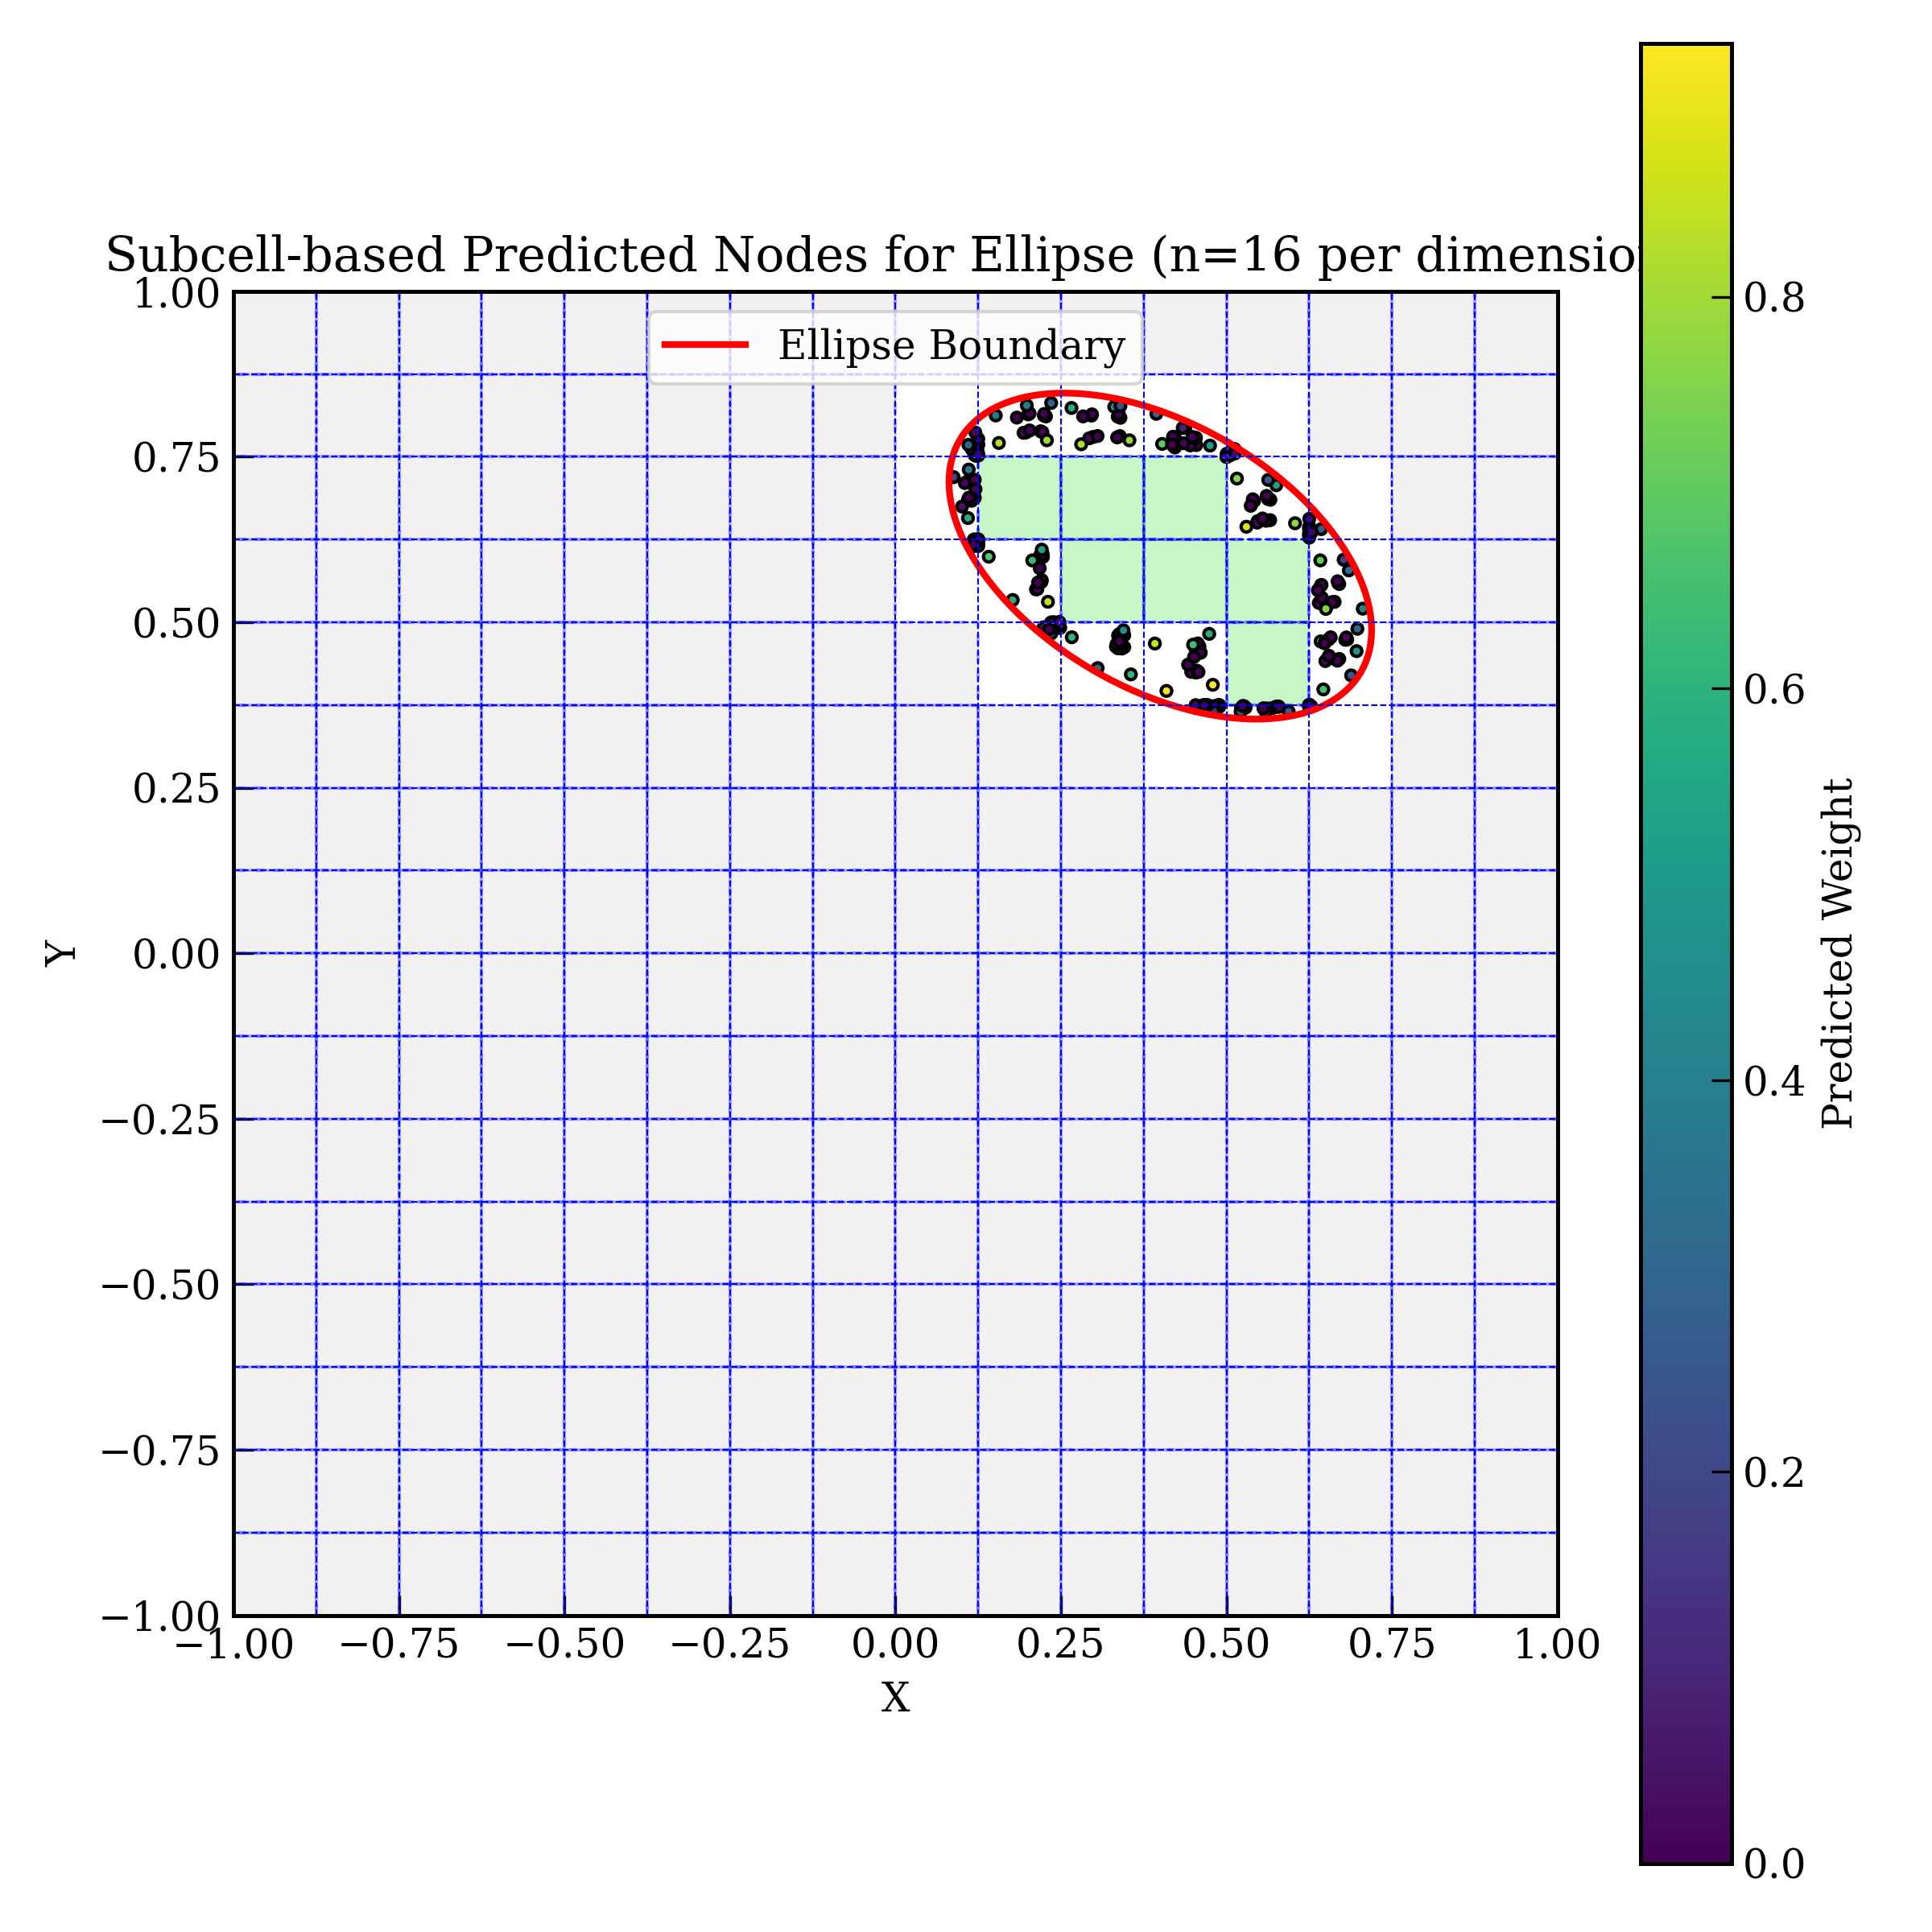 Subcell-based Predicted Nodes for Ellipse (n=16 per dimension
Ellipse Boundary
1.00
0.75
0.50
0.25
0.00
−0.25
−0.50
−0.75
−1.00
Y
−1.00 −0.75 −0.50 −0.25 0.00 0.25 0.50 0.75 1.00
X
0.8
0.6
0.4
0.2
0.0
Predicted Weight